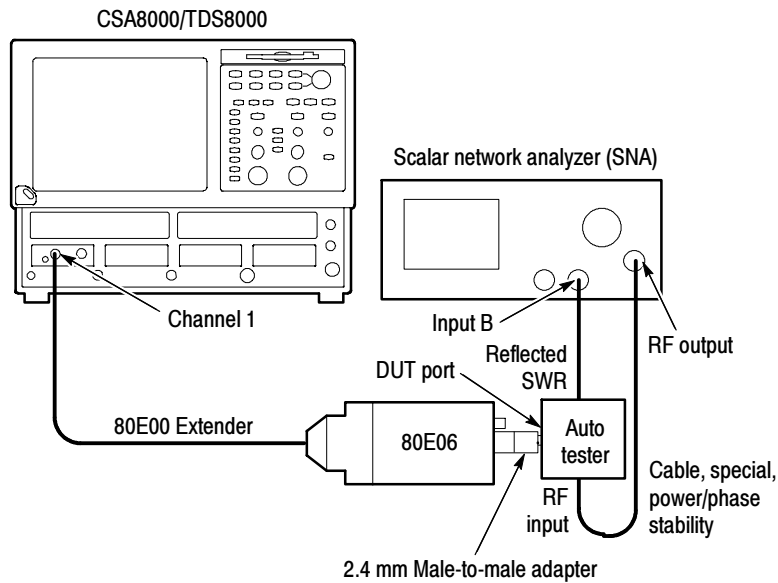 CSA8000/TDS8000
Scalar network analyzer (SNA)
Channel 1
Input B
RF output
Reflected
SWR
DUT port
80E00 Extender
80E06
Auto
tester
RF
input
Cable, special,
power/phase
stability
2.4 mm Male-to-male adapter